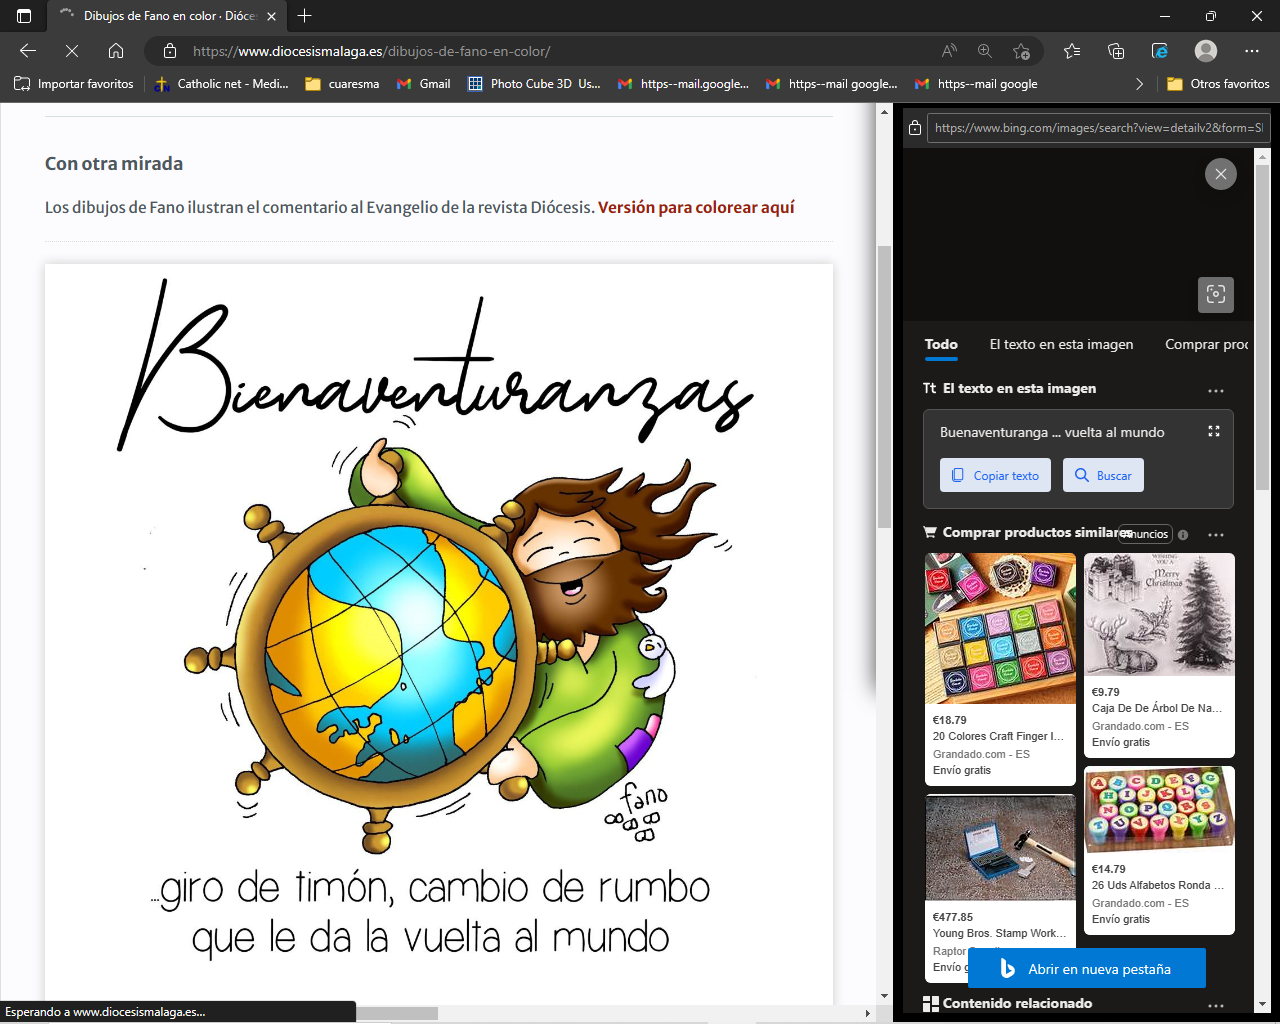 Dibujos de Fano en color · Dióce
https://www.diocesismalaga.es/dibujos-de-fano-en-color/
Importar favoritos
Catholic net - Medi...
cuaresma
Gmail
Photo Cube 3D Us...
https--mail.google...
https--mail google...
https--mail google
Otros favoritos
Con otra mirada
Los dibujos de Fano ilustran el comentario al Evangelio de la revista Diócesis. Versión para colorear aquí
Bienaventuranzas
fano
...giro de timón, cambio de rumbo
que le da la vuelta al mundo
Esperando a www.diocesismalaga.es...
https://www.bing.com/images/search?view=detailv2&form=S
Todo
El texto en esta imagen
Comprar proc
Tt El texto en esta imagen
Buenaventuranga ... vuelta al mundo
Copiar texto
Buscar
Comprar productos similares
Anuncios
€18.79
20 Colores Craft Finger I...
Grandado.com - ES
Envío gratis
WISHING
YOU A
Merry
Christmas
€9.79
Caja De De Árbol De Na...
Grandado.com - ES
Envío gratis
€477.85
Young Bros. Stamp Work...
Raptor
Envío g
A B C D E F G
H I J K L M
N O P Q R S
T U V W X Y Z
€14.79
26 Uds Alfabetos Ronda ...
Grandado.com - ES
Envío gratis
Abrir en nueva pestaña
Contenido relacionado